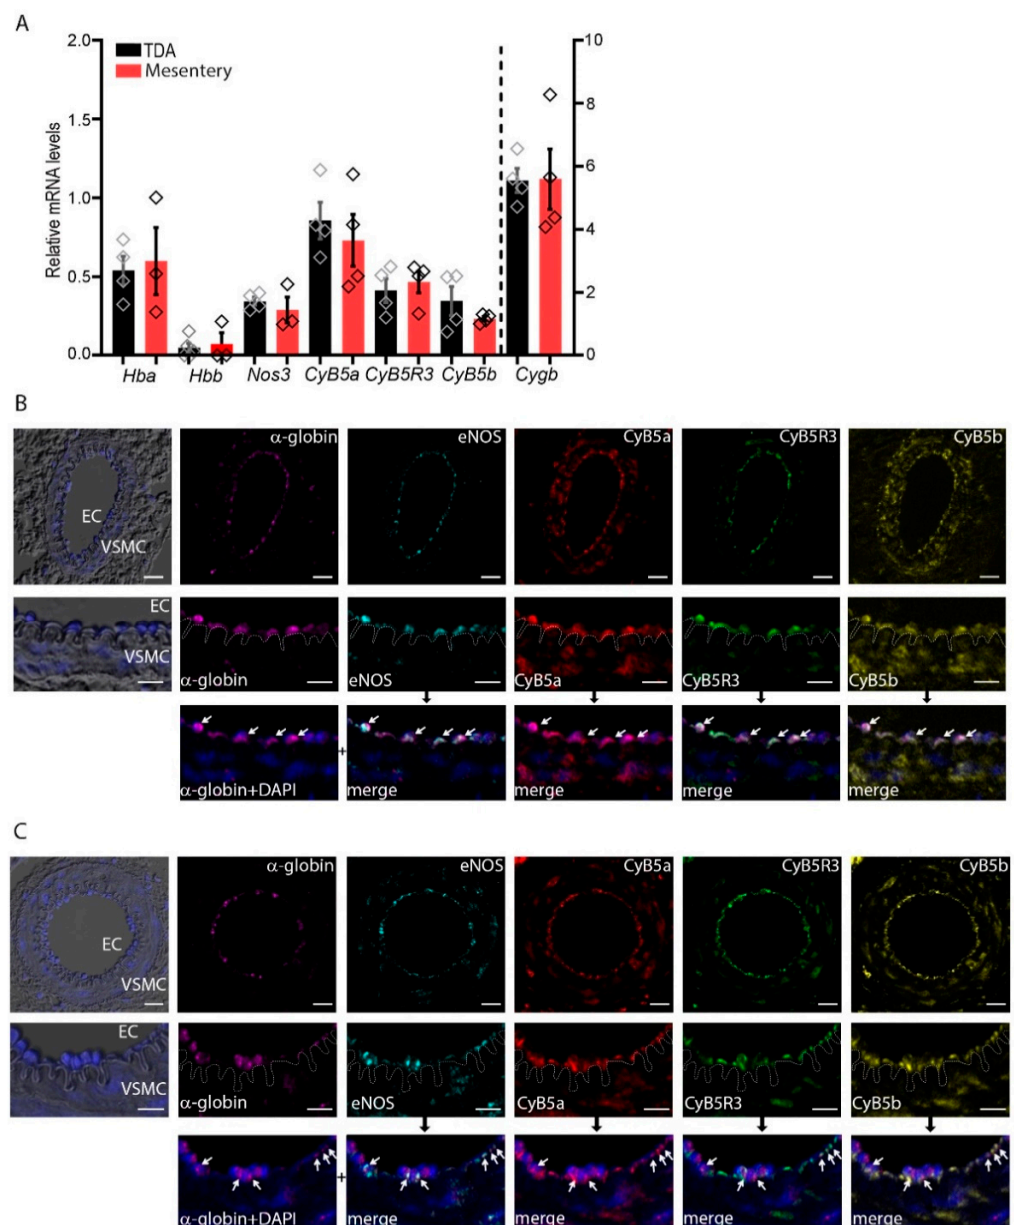 A
2.0
10
TDA
Mesentery
8
1.5
6
Relative mRNA levels
1.0
4
0.5
2
0.0
0
Hba Hbb Nos3 CyB5a CyB5R3 CyB5b Cygb
B
α-globin eNOS CyB5a CyB5R3 CyB5b
EC
VSMC
EC
VSMC
α-globin eNOS CyB5a CyB5R3 CyB5b
+
α-globin+DAPI merge merge merge merge
C
α-globin eNOS CyB5a CyB5R3 CyB5b
EC
VSMC
EC
VSMC
α-globin eNOS CyB5a CyB5R3 CyB5b
+
α-globin+DAPI merge merge merge merge